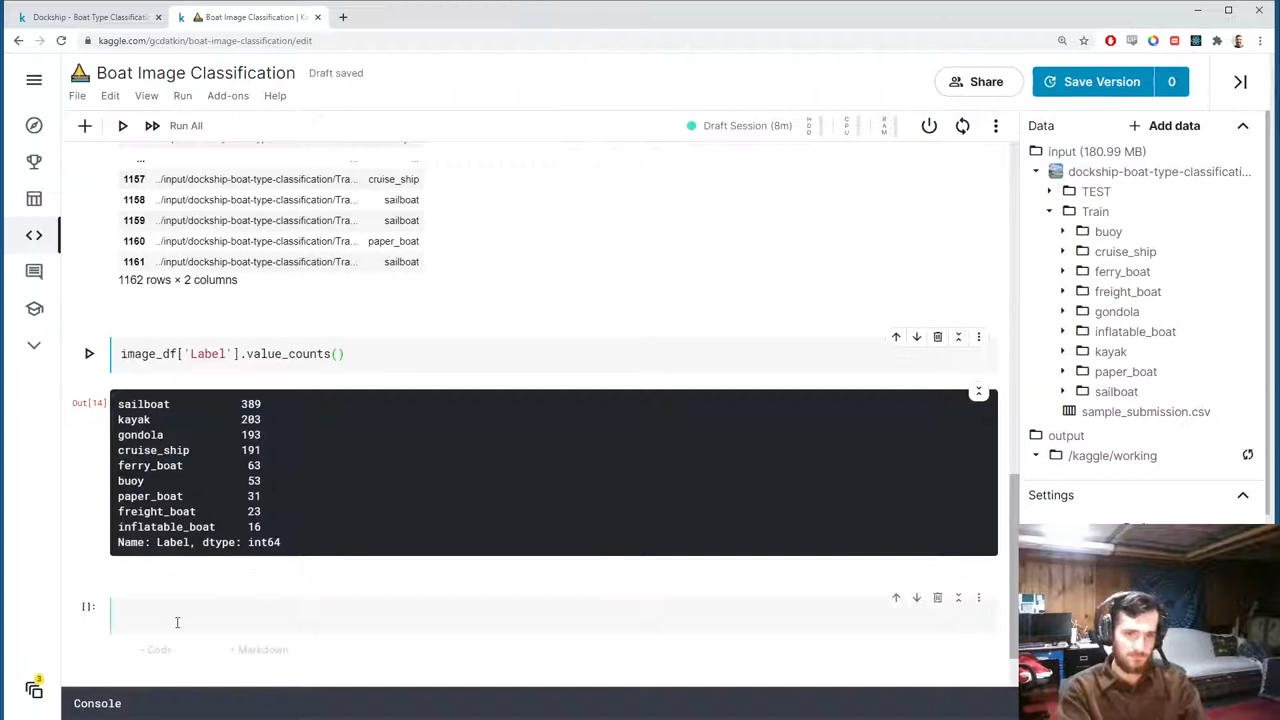 Dockship - Boat Type Classificati
Boat Image Classification | Ka
kaggle.com/gcdatkin/boat-image-classification/edit
Boat Image Classification
Draft saved
Share
Save Version
0
File Edit View Run Add-ons Help
Run All
Draft Session (8m)
HDD
CPU
RAM
Data
Add data
... ... ...
1157 ../input/dockship-boat-type-classification/Tra... cruise_ship
1158 ../input/dockship-boat-type-classification/Tra... sailboat
1159 ../input/dockship-boat-type-classification/Tra... sailboat
1160 ../input/dockship-boat-type-classification/Tra... paper_boat
1161 ../input/dockship-boat-type-classification/Tra... sailboat
1162 rows × 2 columns
image_df['Label'].value_counts()
Out[14]
sailboat 389
kayak 203
gondola 193
cruise_ship 191
ferry_boat 63
buoy 53
paper_boat 31
freight_boat 23
inflatable_boat 16
Name: Label, dtype: int64
[]:
+ Code
+ Markdown
Console
3
input (180.99 MB)
dockship-boat-type-classificati...
TEST
Train
buoy
cruise_ship
ferry_boat
freight_boat
gondola
inflatable_boat
kayak
paper_boat
sailboat
sample_submission.csv
output
/kaggle/working
Settings